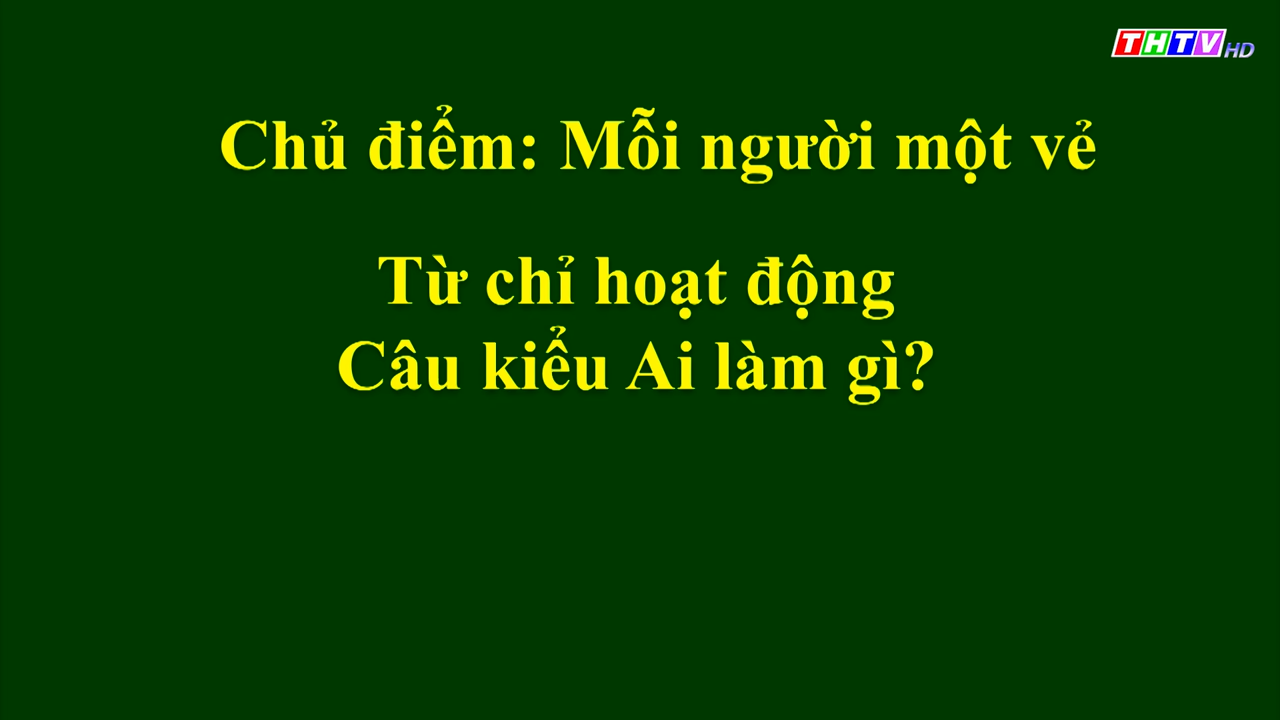 THTV HD
Chủ điểm: Mỗi người một vẻ
Từ chỉ hoạt động
Câu kiểu Ai làm gì?